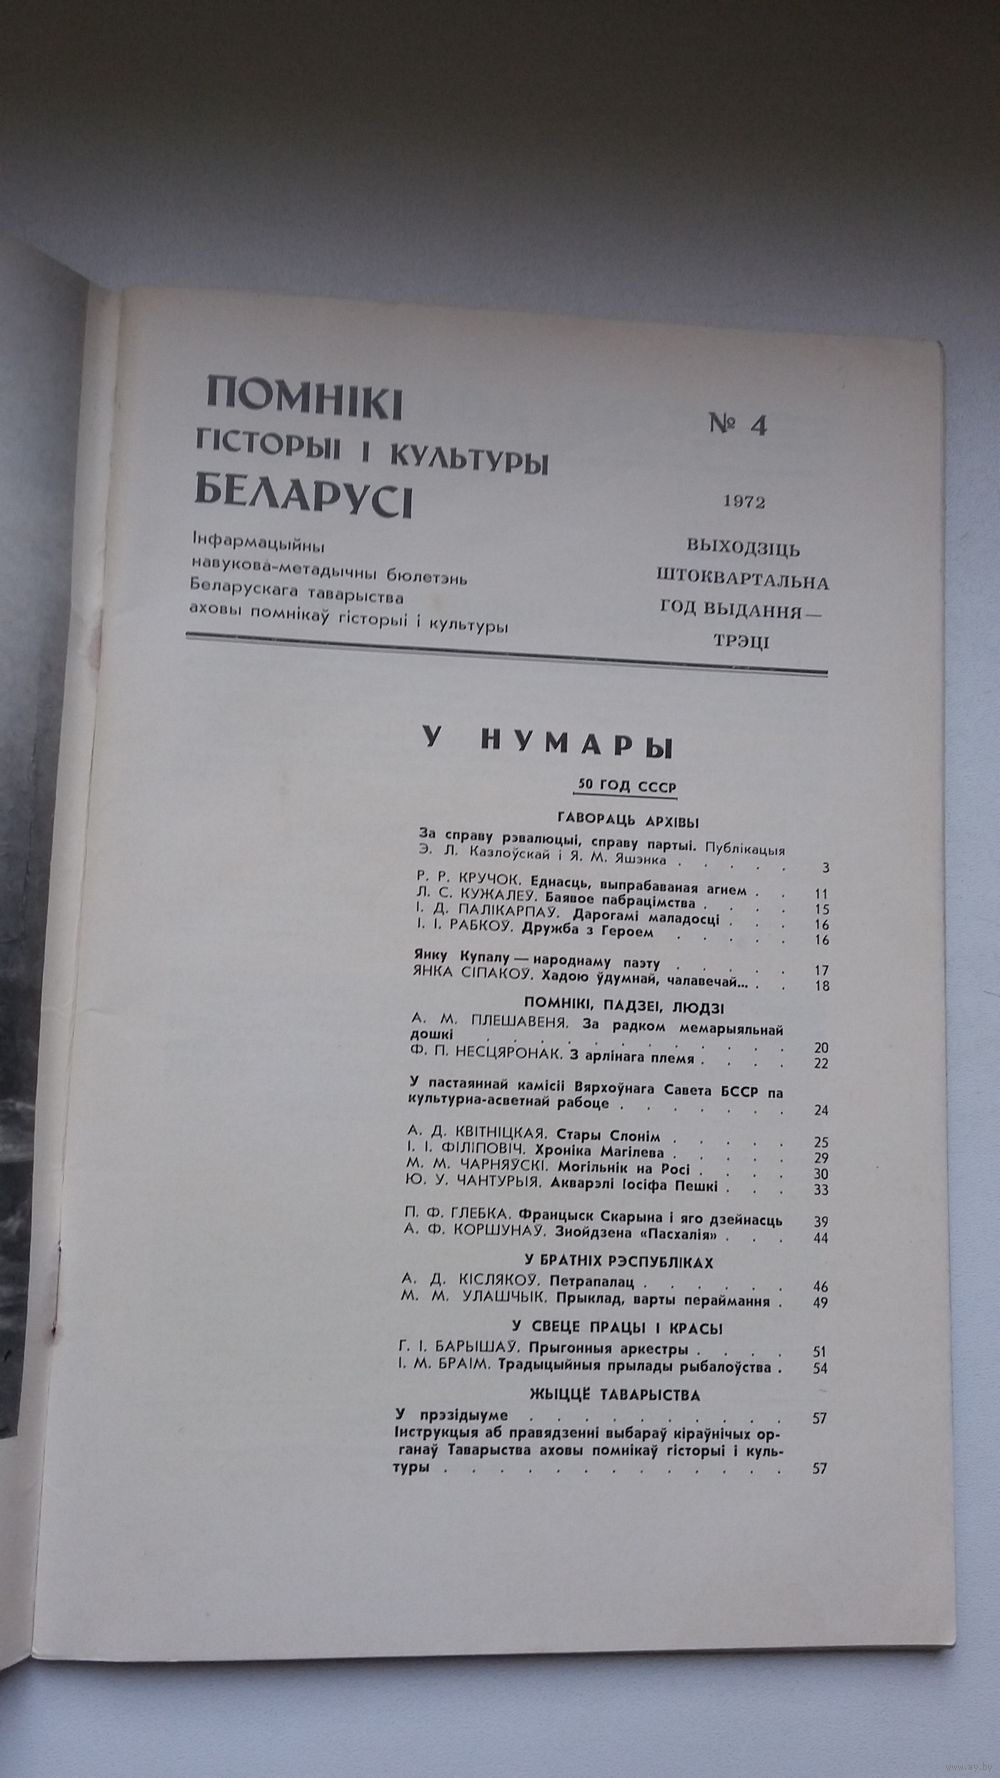 ПОМНІКІ
ГІСТОРЫІ І КУЛЬТУРЫ
БЕЛАРУСІ
Інфармацыйны
навукова-метадычны бюлетэнь
Беларускага таварыства
аховы помнікаў гісторыі і культуры
№ 4
1972
ВЫХОДЗІЦЬ
ШТОКВАРТАЛЬНА
ГОД ВЫДАННЯ —
ТРЭЦІ
У НУМАРЫ
50 ГОД СССР
ГАВОРАЦЬ АРХІВЫ
За справу рэвалюцыі, справу партыі. Публікацыя
Э. Л. Казлоўскай і Я. М. Яшэнка . . . . . 3
Р. Р. КРУЧОК. Еднасць, выпрабаваная агнем . . 11
Л. С. КУЖАЛЕЎ. Баявое пабрацімства . . . . 15
І. Д. ПАЛІКАРПАЎ. Дарогамі маладосці . . . 16
І. І. РАБКОЎ. Дружба з Героем . . . . . 16
Янку Купалу — народнаму паэту . . . . . 17
ЯНКА СІПАКОЎ. Хадою ўдумнай, чалавечай... . . 18
ПОМНІКІ, ПАДЗЕІ, ЛЮДЗІ
А. М. ПЛЕШАВЕНЯ. За радком мемарыяльнай
дошкі . . . . . . . . . . . 20
Ф. П. НЕСЦЯРОНАК. З арлінага племя . . . . 22
У пастаяннай камісіі Вярхоўнага Савета БССР па
культурна-асветнай рабоце . . . . . . . 24
А. Д. КВІТНІЦКАЯ. Стары Слонім . . . . . 25
І. І. ФІЛІПОВІЧ. Хроніка Магілева . . . . . 29
М. М. ЧАРНЯЎСКІ. Могільнік на Росі . . . . 30
Ю. У. ЧАНТУРЫЯ. Акварэлі Іосіфа Пешкі . . . 33
П. Ф. ГЛЕБКА. Францыск Скарына і яго дзейнасць 39
А. Ф. КОРШУНАЎ. Знойдзена «Пасхалія» . . . 44
У БРАТНІХ РЭСПУБЛІКАХ
А. Д. КІСЛЯКОЎ. Петрапалац . . . . . . 46
М. М. УЛАШЧЫК. Прыклад, варты пераймання . 49
У СВЕЦЕ ПРАЦЫ І КРАСЫ
Г. І. БАРЫШАЎ. Прыгонныя аркестры . . . . 51
І. М. БРАІМ. Традыцыйныя прылады рыбалоўства . 54
ЖЫЦЦЁ ТАВАРЫСТВА
У прэзідыуме . . . . . . . . . . 57
Інструкцыя аб правядзенні выбараў кіраўнічых ор-
ганаў Таварыства аховы помнікаў гісторыі і куль-
туры . . . . . . . . . . . . . 57
www.ay.by